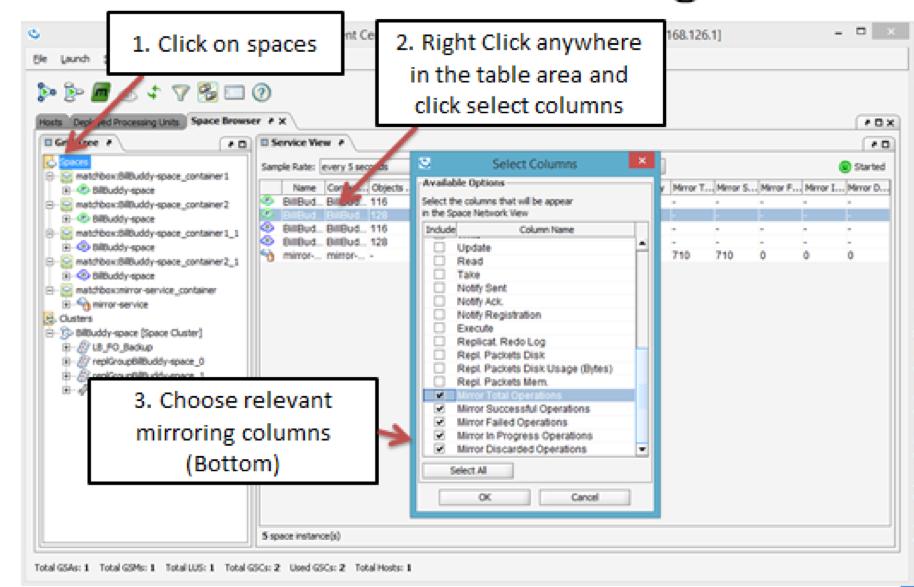 1. Click on spaces
2. Right Click anywhere
in the table area and
click select columns
168.126.1]
File Launch
Hosts Deployed Processing Units Space Browser
Grid Tree
Service View
Spaces
matchbox:BillBuddy-space_container1
BillBuddy-space
matchbox:BillBuddy-space_container2
BillBuddy-space
matchbox:BillBuddy-space_container1_1
BillBuddy-space
matchbox:BillBuddy-space_container2_1
BillBuddy-space
matchbox:mirror-service_container
mirror-service
Clusters
BillBuddy-space [Space Cluster]
LB_FO_Backup
replGroupBillBuddy-space_0
replGroupBillBuddy-space_1
Sample Rate: every 5 seconds
Started
Name Objects Mirror T... Mirror S... Mirror F... Mirror I... Mirror D...
BillBud... BillBud... 116 - - - - -
BillBud... BillBud... 128 - - - - -
BillBud... BillBud... 116 - - - - -
BillBud... BillBud... 128 - - - - -
mirror-... mirror-... - 710 710 0 0 0
Select Columns
Available Options
Select the columns that will be appear
in the Space Network View
Include Column Name
Update
Read
Take
Notify Sent
Notify Ack.
Notify Registration
Execute
Replicat. Redo Log
Repl. Packets Disk
Repl. Packets Disk Usage (Bytes)
Repl. Packets Mem.
Mirror Total Operations
Mirror Successful Operations
Mirror Failed Operations
Mirror In Progress Operations
Mirror Discarded Operations
Select All
OK Cancel
3. Choose relevant
mirroring columns
(Bottom)
5 space instance(s)
Total GSAs: 1 Total GSMs: 1 Total LUS: 1 Total GSCs: 2 Used GSCs: 2 Total Hosts: 1